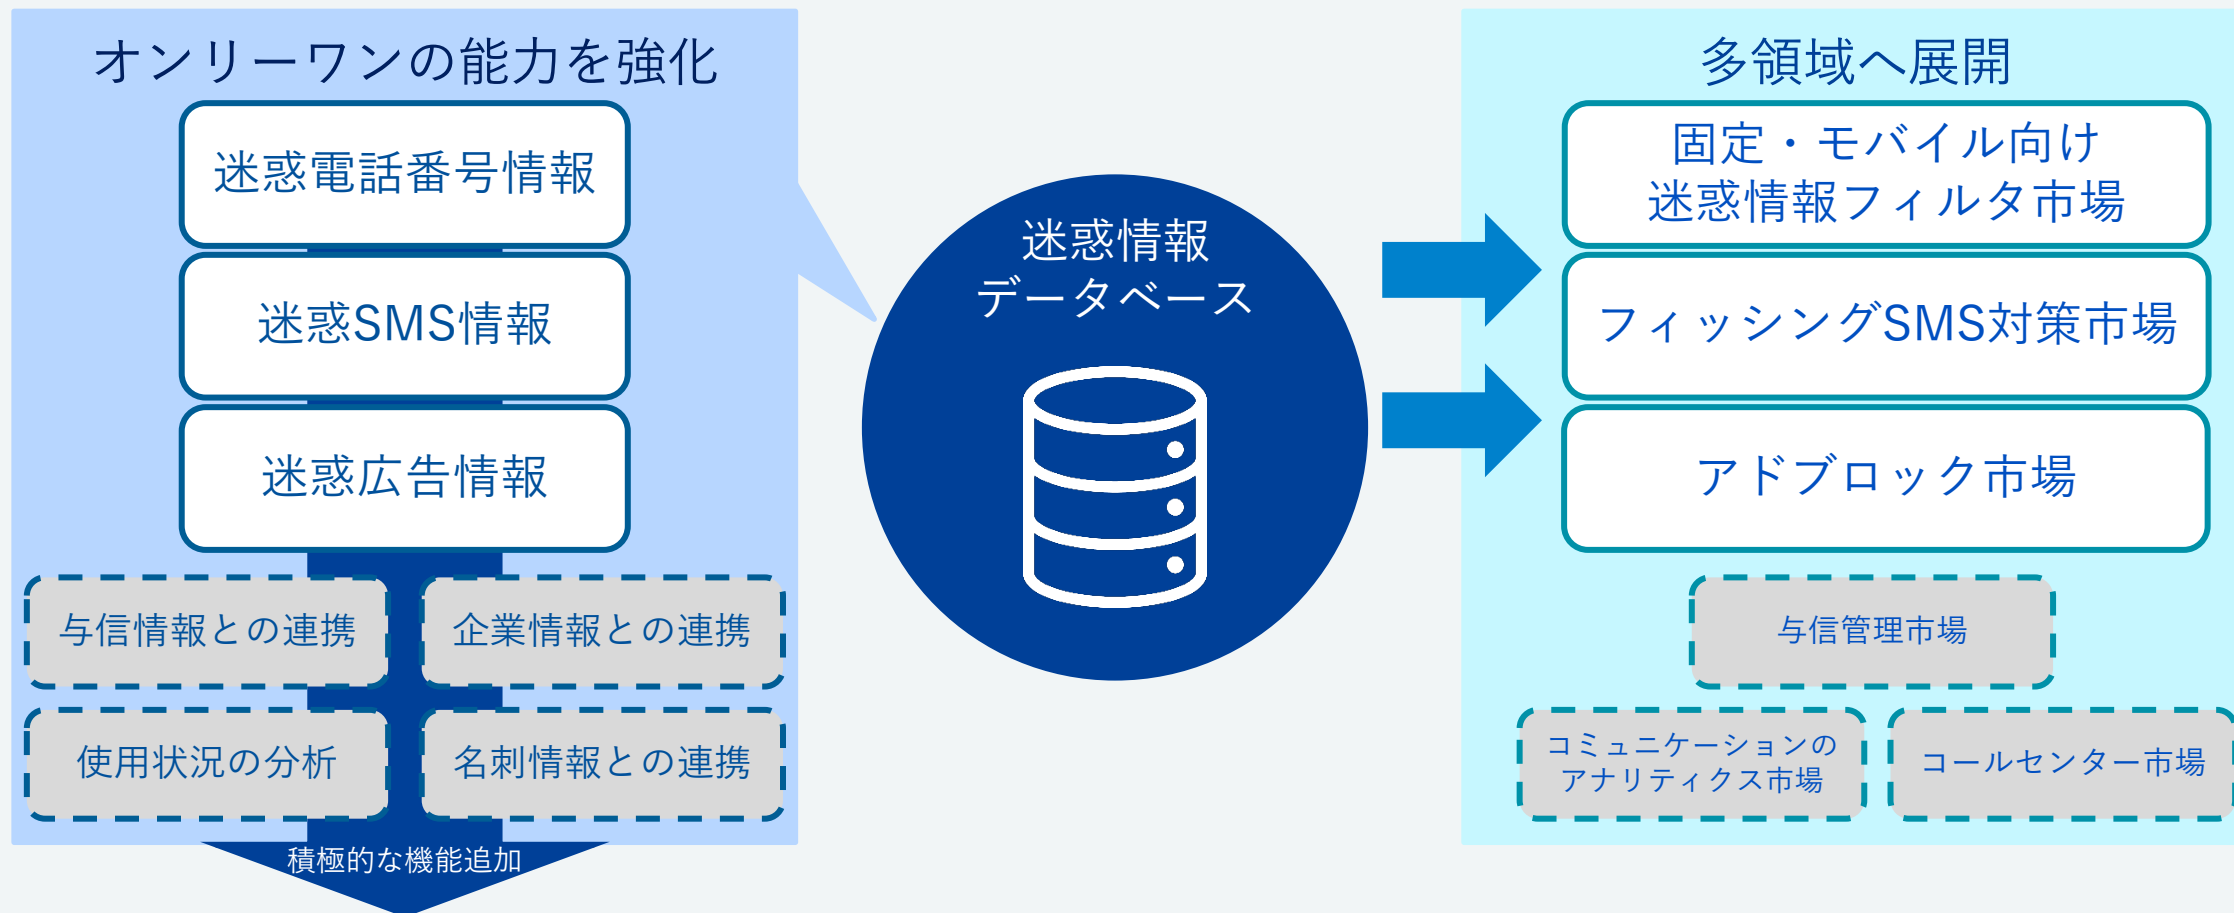 オンリーワンの能力を強化
迷惑電話番号情報
迷惑SMS情報
迷惑広告情報
与信情報との連携
企業情報との連携
使用状況の分析
名刺情報との連携
積極的な機能追加
迷惑情報
データベース
多領域へ展開
固定・モバイル向け
迷惑情報フィルタ市場
フィッシングSMS対策市場
アドブロック市場
与信管理市場
コミュニケーションの
アナリティクス市場
コールセンター市場